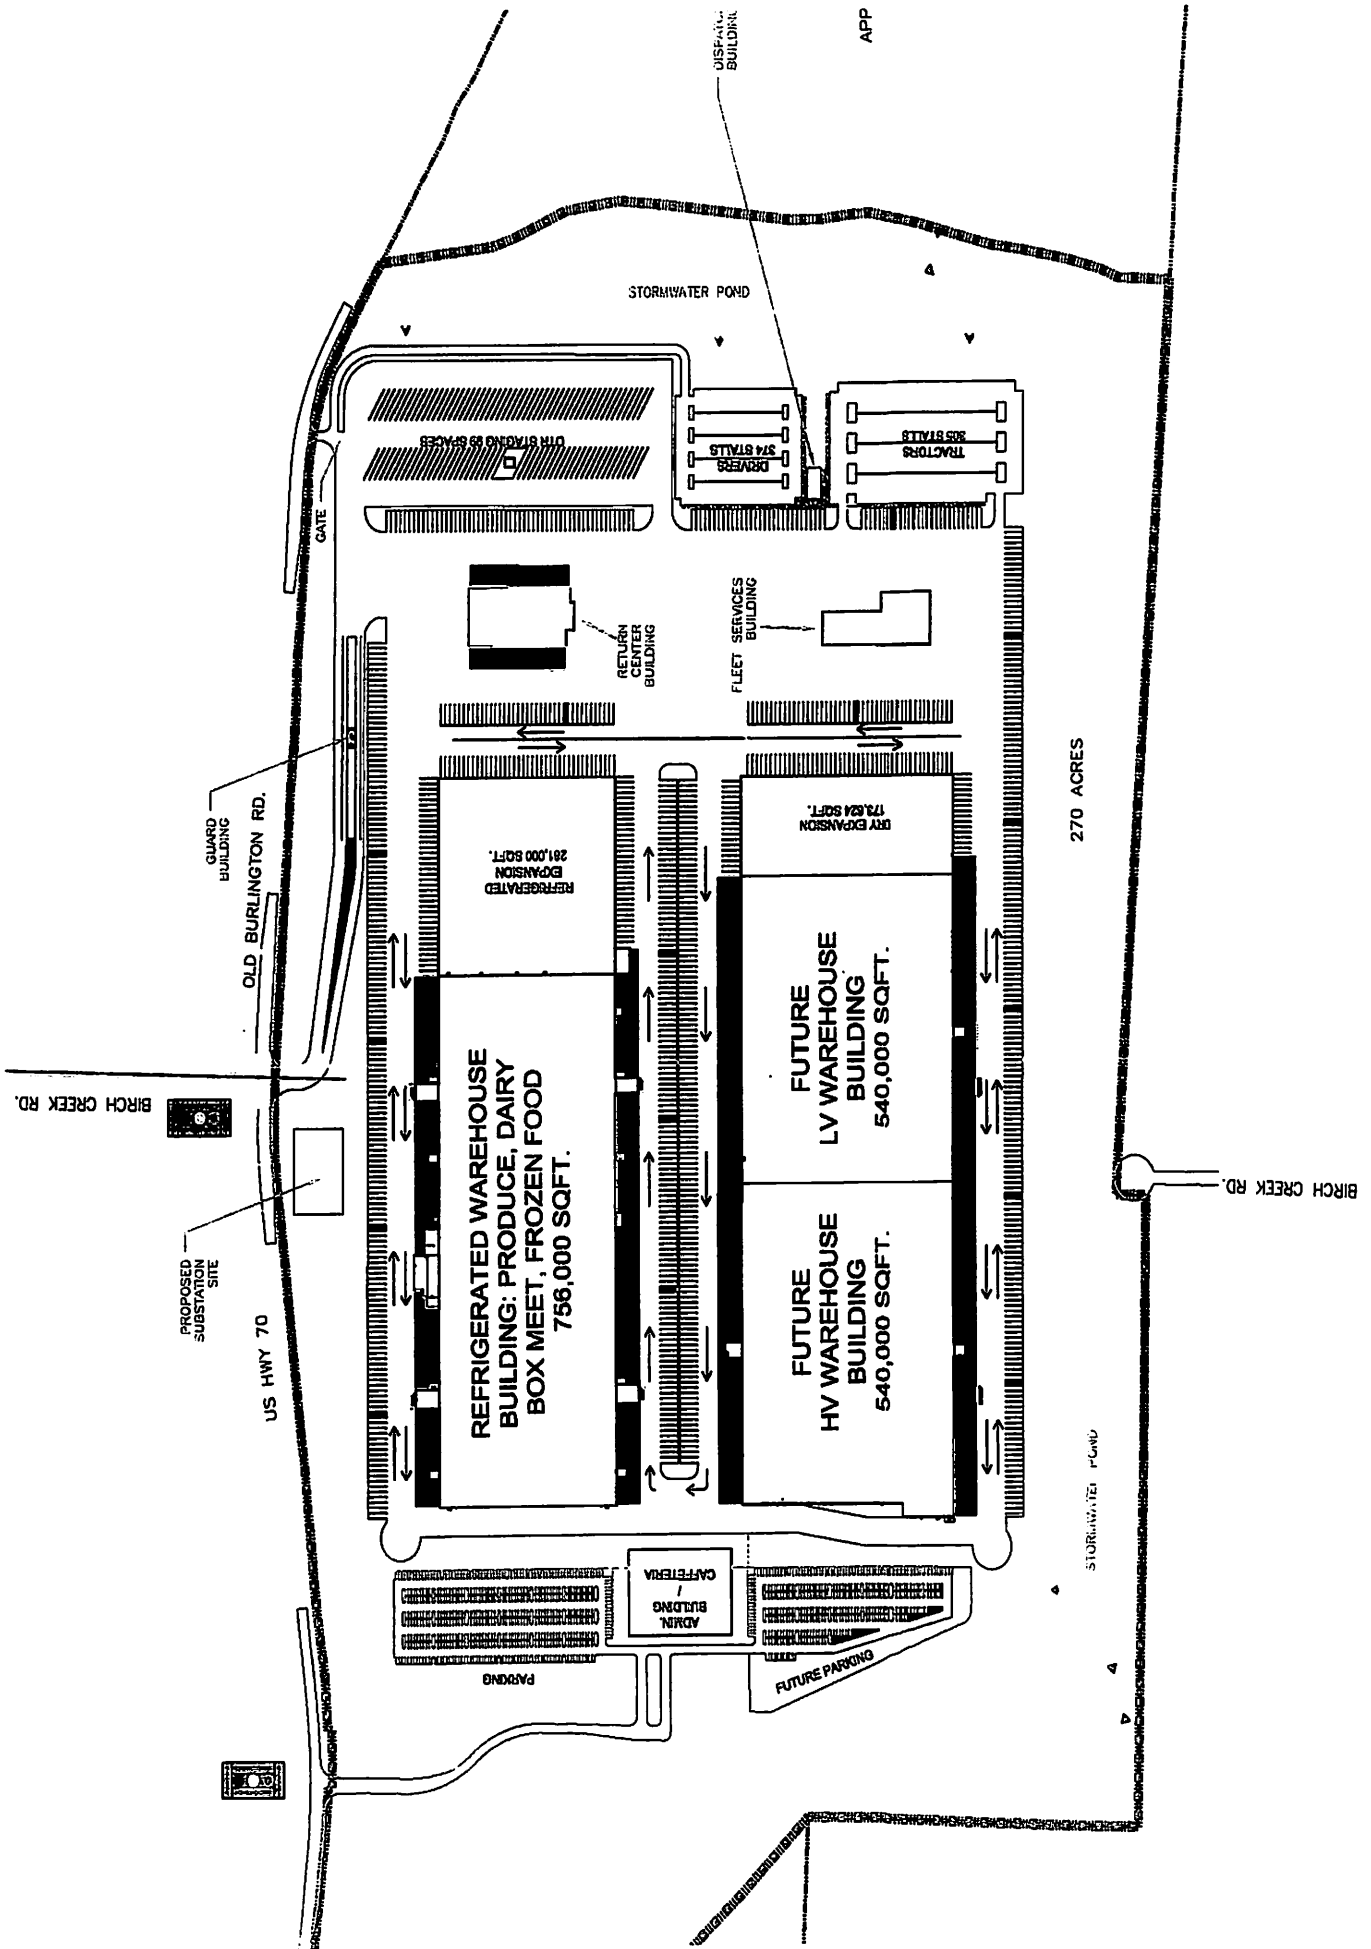 APP
BUILDING
STORMWATER POND
OTR STAGING 99 SPACES
DRIVERS
374 STALLS
TRACTORS
305 STALLS
GATE
RETURN
CENTER
BUILDING
FLEET SERVICES
BUILDING
GUARD
BUILDING
OLD BURLINGTON RD.
REFRIGERATED
EXPANSION
261,000 SQFT.
DRY EXPANSION
173,624 SQFT.
270 ACRES
BIRCH CREEK RD.
PROPOSED
SUBSTATION
SITE
US HWY 70
REFRIGERATED WAREHOUSE
BUILDING: PRODUCE, DAIRY
BOX MEET, FROZEN FOOD
756,000 SQFT.
FUTURE
LV WAREHOUSE
BUILDING
540,000 SQFT.
FUTURE
HV WAREHOUSE
BUILDING
540,000 SQFT.
BIRCH CREEK RD.
STORMWATER POND
ADMIN.
BUILDING
/
CAFFETERIA
PARKING
FUTURE PARKING